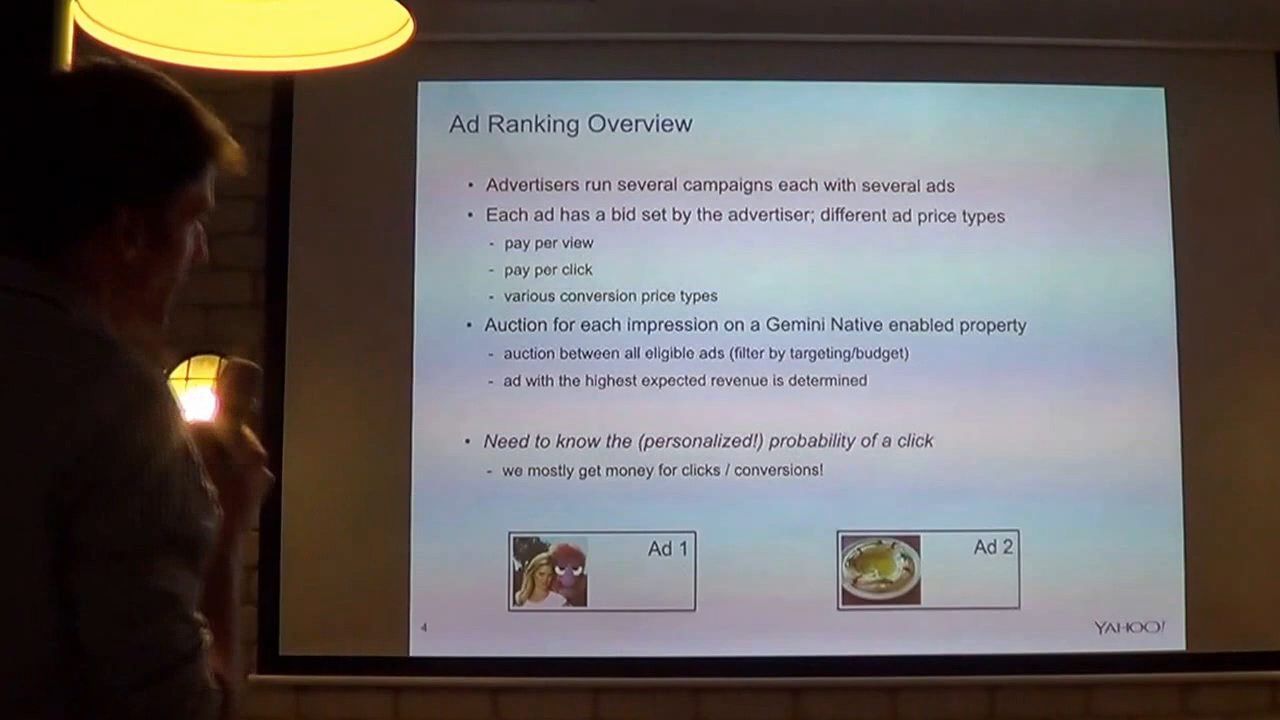 Ad Ranking Overview
• Advertisers run several campaigns each with several ads
• Each ad has a bid set by the advertiser; different ad price types
- pay per view
- pay per click
- various conversion price types
• Auction for each impression on a Gemini Native enabled property
- auction between all eligible ads (filter by targeting/budget)
- ad with the highest expected revenue is determined
• Need to know the (personalized!) probability of a click
- we mostly get money for clicks / conversions!
Ad 1
Ad 2
4
YAHOO!